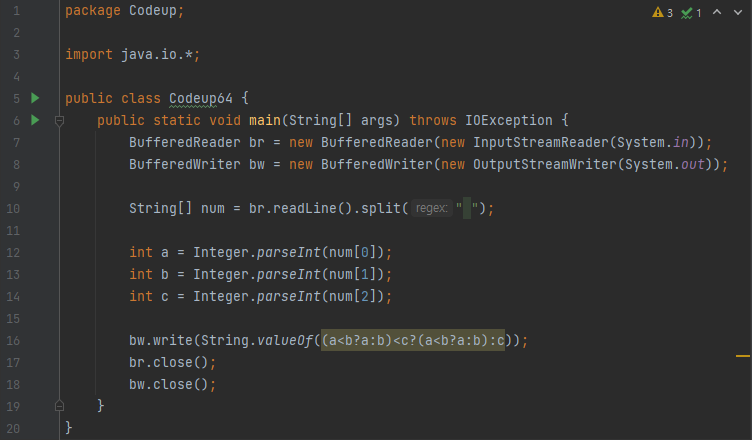 1 package Codeup;
3 1
2
3 import java.io.*;
4
5 public class Codeup64 {
6 public static void main(String[] args) throws IOException {
7 BufferedReader br = new BufferedReader(new InputStreamReader(System.in));
8 BufferedWriter bw = new BufferedWriter(new OutputStreamWriter(System.out));
9
10 String[] num = br.readLine().split( regex: " ");
11
12 int a = Integer.parseInt(num[0]);
13 int b = Integer.parseInt(num[1]);
14 int c = Integer.parseInt(num[2]);
15
16 bw.write(String.valueOf((a<b?a:b)<c?(a<b?a:b):c));
17 br.close();
18 bw.close();
19 }
20 }